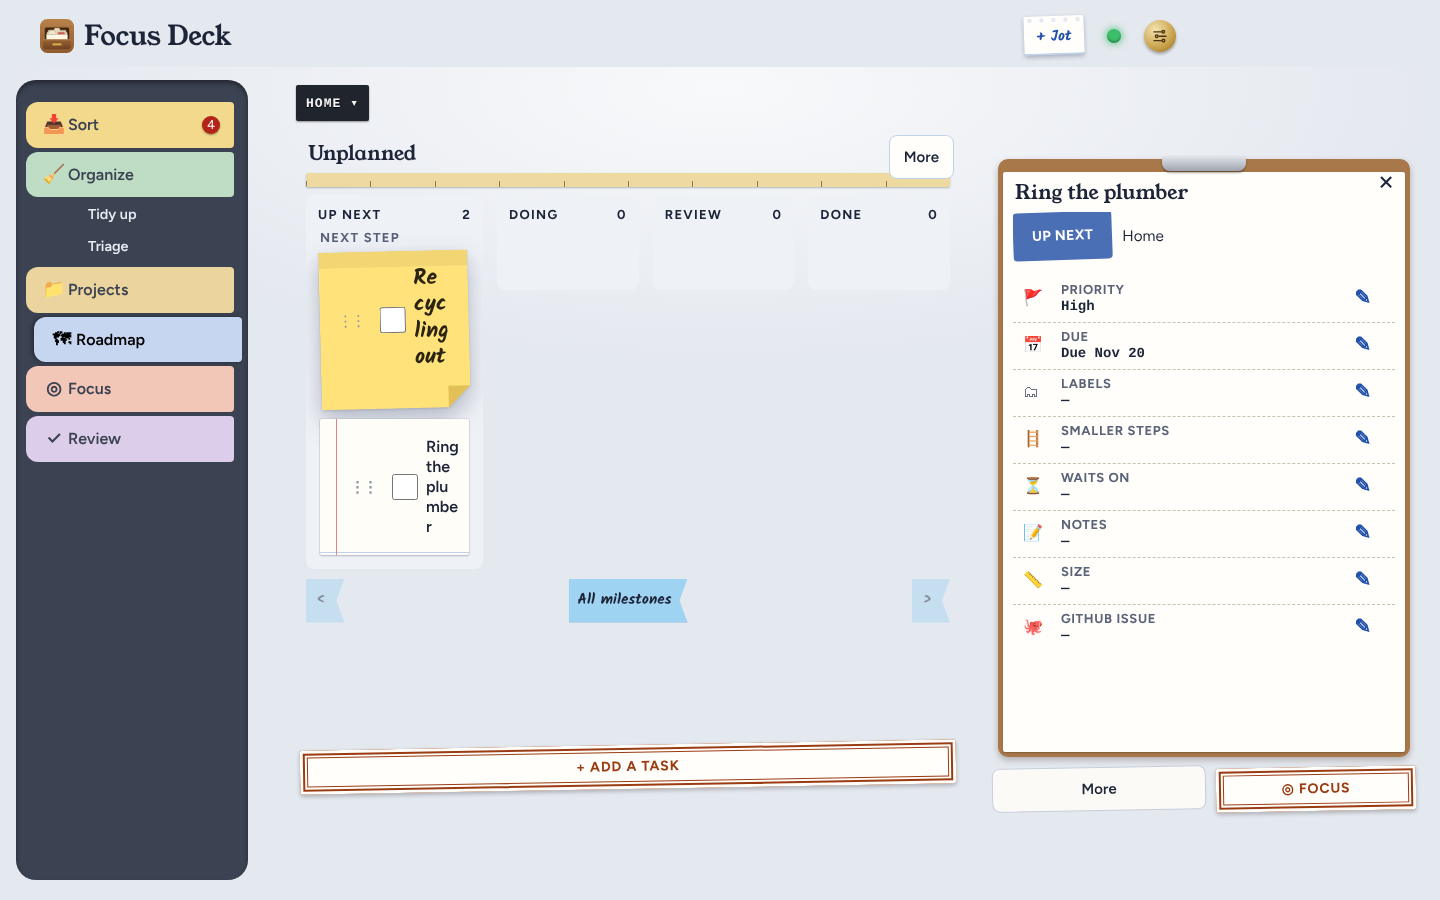 Focus Deck
+ Jot
Sort 4
Organize
Tidy up
Triage
Projects
Roadmap
Focus
Review
HOME ▾
Unplanned
More
UP NEXT 2
DOING 0
REVIEW 0
DONE 0
NEXT STEP
Re
cyc
ling
out
Ring
the
plu
mbe
r
<
All milestones
>
+ ADD A TASK
Ring the plumber
✕
UP NEXT
Home
PRIORITY
High
DUE
Due Nov 20
LABELS
—
SMALLER STEPS
—
WAITS ON
—
NOTES
—
SIZE
—
GITHUB ISSUE
—
More
◎ FOCUS